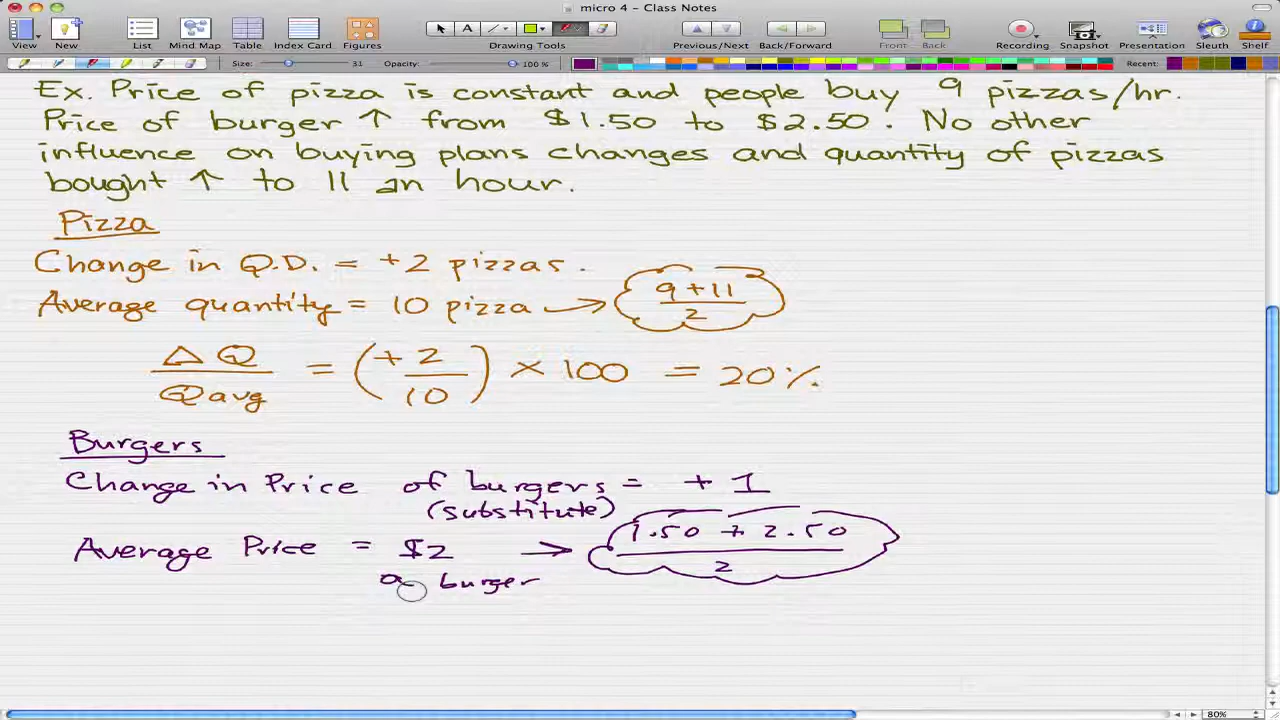 micro 4 – Class Notes
View New List Mind Map Table Index Card Figures Drawing Tools Previous/Next Back/Forward Front Back Recording Snapshot Presentation Sleuth Shelf
Size: 31 Opacity: 100 % Recent:
Ex. Price of pizza is constant and people buy 9 pizzas/hr.
Price of burger ↑ from $1.50 to $2.50. No other
influence on buying plans changes and quantity of pizzas
bought ↑ to 11 an hour.
Pizza
Change in Q.D. = +2 pizzas.
Average quantity = 10 pizza → 9+11 / 2
Δ Q / Q avg = (+2 / 10) × 100 = 20%
Burgers
Change in Price of burgers = + 1
(substitute)
Average Price = $2 → 1.50 + 2.50 / 2
a burger
80%